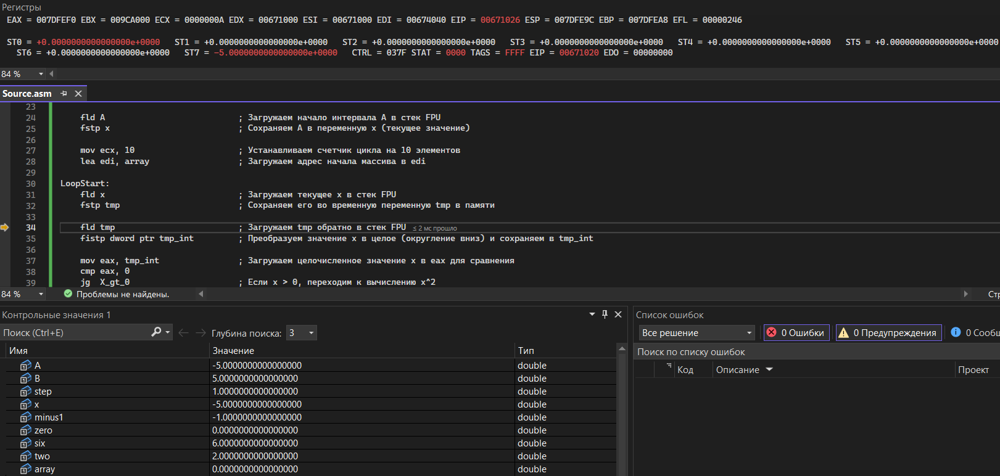 Регистры
EAX = 007DFEF0 EBX = 009CA000 ECX = 0000000A EDX = 00671000 ESI = 00671000 EDI = 00674040 EIP = 00671026 ESP = 007DFE9C EBP = 007DFEA8 EFL = 00000246
ST0 = +0.0000000000000000e+0000 ST1 = +0.0000000000000000e+0000 ST2 = +0.0000000000000000e+0000 ST3 = +0.0000000000000000e+0000 ST4 = +0.0000000000000000e+0000 ST5 = +0.0000000000000000e+0000
ST6 = +0.0000000000000000e+0000 ST7 = -5.0000000000000000e+0000 CTRL = 037F STAT = 0000 TAGS = FFFF EIP = 00671020 EDO = 00000000
84 %
Source.asm
23
24 fld A ; Загружаем начало интервала A в стек FPU
25 fstp x ; Сохраняем A в переменную x (текущее значение)
26
27 mov ecx, 10 ; Устанавливаем счетчик цикла на 10 элементов
28 lea edi, array ; Загружаем адрес начала массива в edi
29
30 LoopStart:
31 fld x ; Загружаем текущее x в стек FPU
32 fstp tmp ; Сохраняем его во временную переменную tmp в памяти
33
34 fld tmp ; Загружаем tmp обратно в стек FPU ≤ 2 мс прошло
35 fistp dword ptr tmp_int ; Преобразуем значение x в целое (округление вниз) и сохраняем в tmp_int
36
37 mov eax, tmp_int ; Загружаем целочисленное значение x в eax для сравнения
38 cmp eax, 0
39 jg X_gt_0 ; Если x > 0, переходим к вычислению x^2
84 % Проблемы не найдены. Стр
Контрольные значения 1
Поиск (Ctrl+E) Глубина поиска: 3
Имя Значение Тип
A -5.0000000000000000 double
B 5.0000000000000000 double
step 1.0000000000000000 double
x -5.0000000000000000 double
minus1 -1.0000000000000000 double
zero 0.0000000000000000 double
six 6.0000000000000000 double
two 2.0000000000000000 double
array 0.0000000000000000 double
Список ошибок
Все решение 0 Ошибки 0 Предупреждения 0 Сообщ
Поиск по списку ошибок
Код Описание Проект